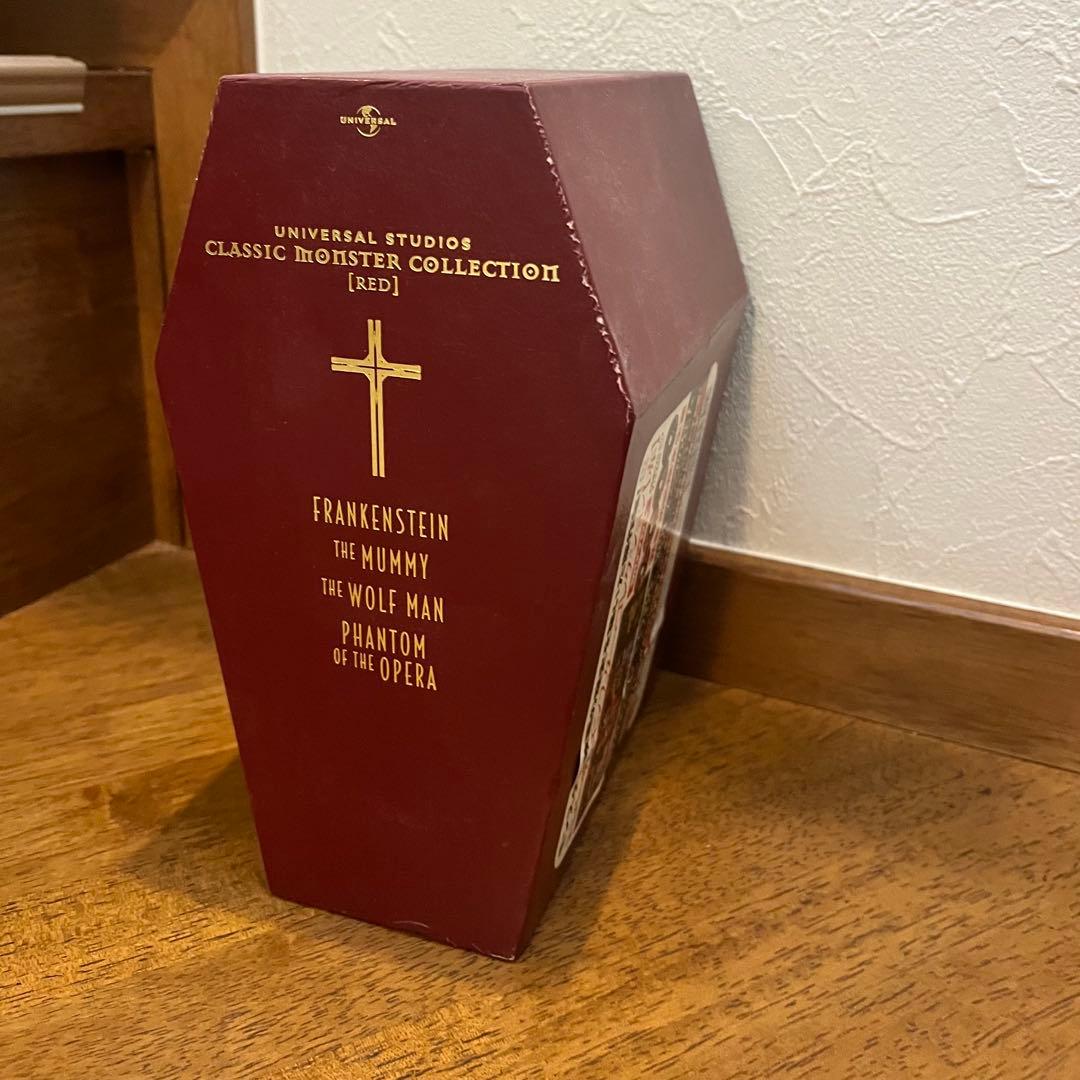 UNIVERSAL
UNIVERSAL STUDIOS
CLASSIC MONSTER COLLECTION
[RED]
FRANKENSTEIN
THE MUMMY
THE WOLF MAN
PHANTOM
OF THE OPERA